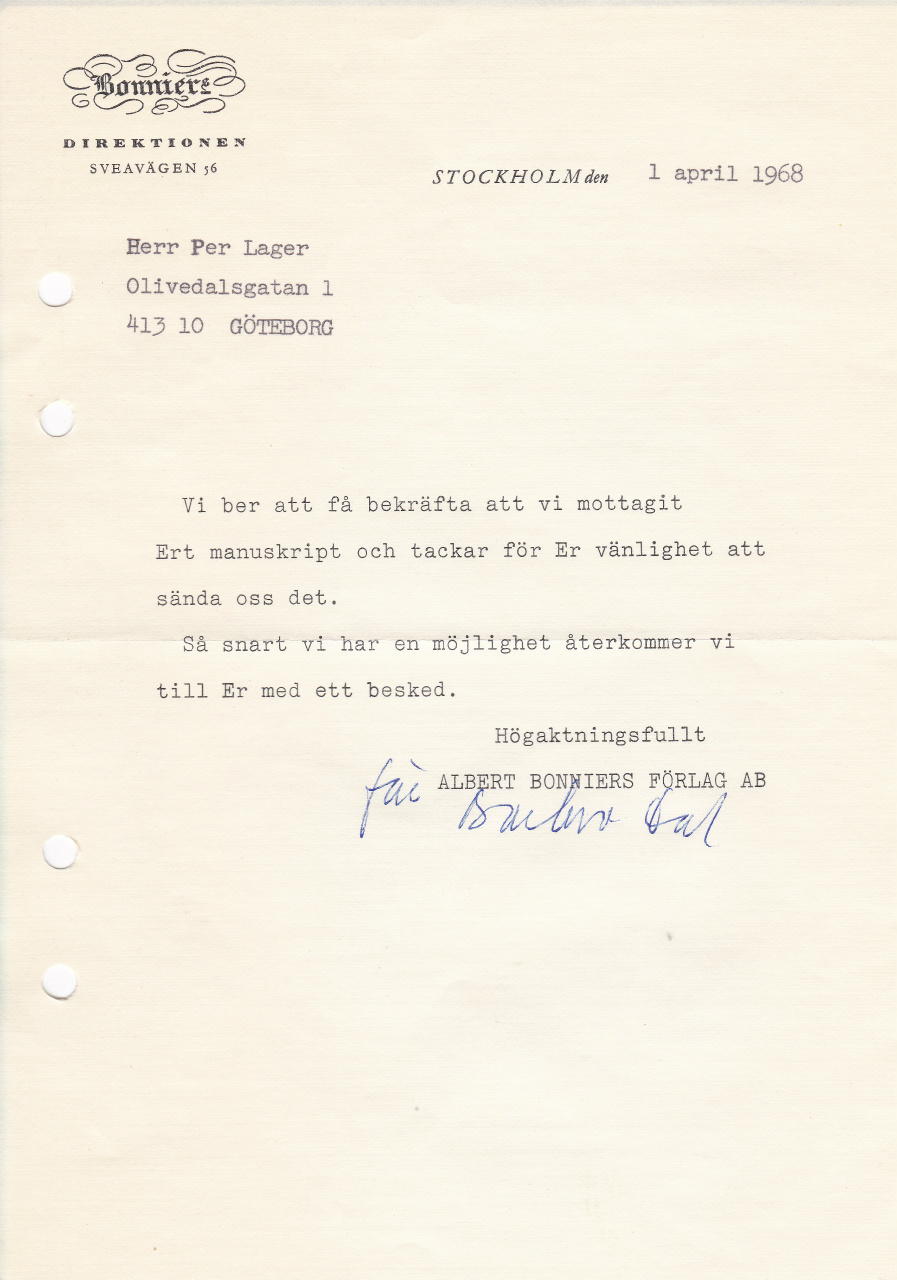 Bonniers
DIREKTIONEN
SVEAVÄGEN 56
STOCKHOLM den 1 april 1968
Herr Per Lager
Olivedalsgatan 1
413 10 GÖTEBORG
Vi ber att få bekräfta att vi mottagit
Ert manuskript och tackar för Er vänlighet att
sända oss det.
Så snart vi har en möjlighet återkommer vi
till Er med ett besked.
Högaktningsfullt
för ALBERT BONNIERS FÖRLAG AB